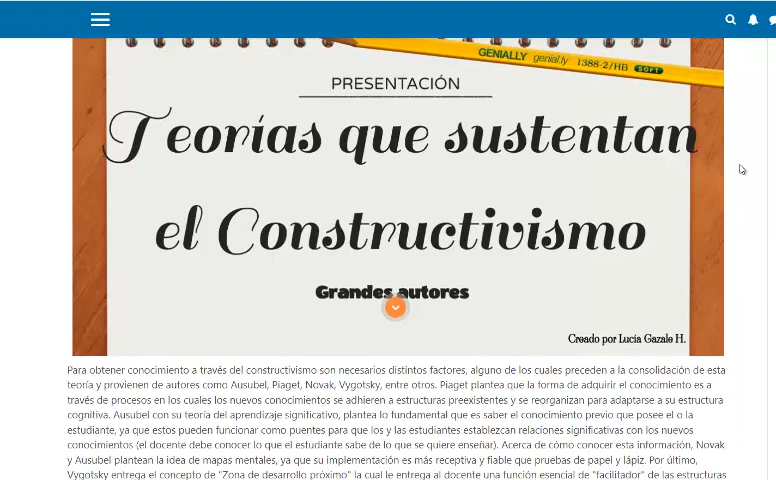 GENIALLY genial.ly 1388-2/HB SOFT
PRESENTACIÓN
Teorías que sustentan
el Constructivismo
Grandes autores
Creado por Lucía Gazale H.
Para obtener conocimiento a través del constructivismo son necesarios distintos factores, alguno de los cuales preceden a la consolidación de esta
teoría y provienen de autores como Ausubel, Piaget, Novak, Vygotsky, entre otros. Piaget plantea que la forma de adquirir el conocimiento es a
través de procesos en los cuales los nuevos conocimientos se adhieren a estructuras preexistentes y se reorganizan para adaptarse a su estructura
cognitiva. Ausubel con su teoría del aprendizaje significativo, plantea lo fundamental que es saber el conocimiento previo que posee el o la
estudiante, ya que estos pueden funcionar como puentes para que los y las estudiantes establezcan relaciones significativas con los nuevos
conocimientos (el docente debe conocer lo que el estudiante sabe de lo que se quiere enseñar). Acerca de cómo conocer esta información, Novak
y Ausubel plantean la idea de mapas mentales, ya que su implementación es más receptiva y fiable que pruebas de papel y lápiz. Por último,
Vygotsky entrega el concepto de "Zona de desarrollo próximo" la cual le entrega al docente una función esencial de "facilitador" de las estructuras